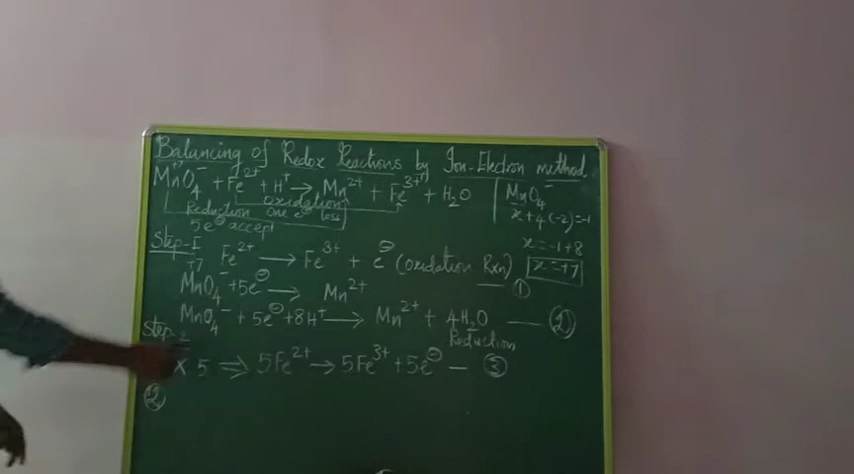 Balancing of Redox Reactions by Ion-Electron method
+7
MnO₄⁻ + Fe²⁺ + H⁺ → Mn²⁺ + Fe³⁺ + H₂O
oxidation
Reduction one e⊖ loss
5e⊖ accept
MnO₄⁻
x+4(-2)=-1
x=-1+8
x=+7
Step-I Fe²⁺ → Fe³⁺ + e⊖ (oxidation Rxn) — ①
+7
MnO₄⁻ + 5e⊖ → Mn²⁺
MnO₄⁻ + 5e⊖ + 8H⁺ → Mn²⁺ + 4H₂O — ②
Reduction
Step-
× 5 ⇒ 5Fe²⁺ → 5Fe³⁺ + 5e⊖ — ③
②